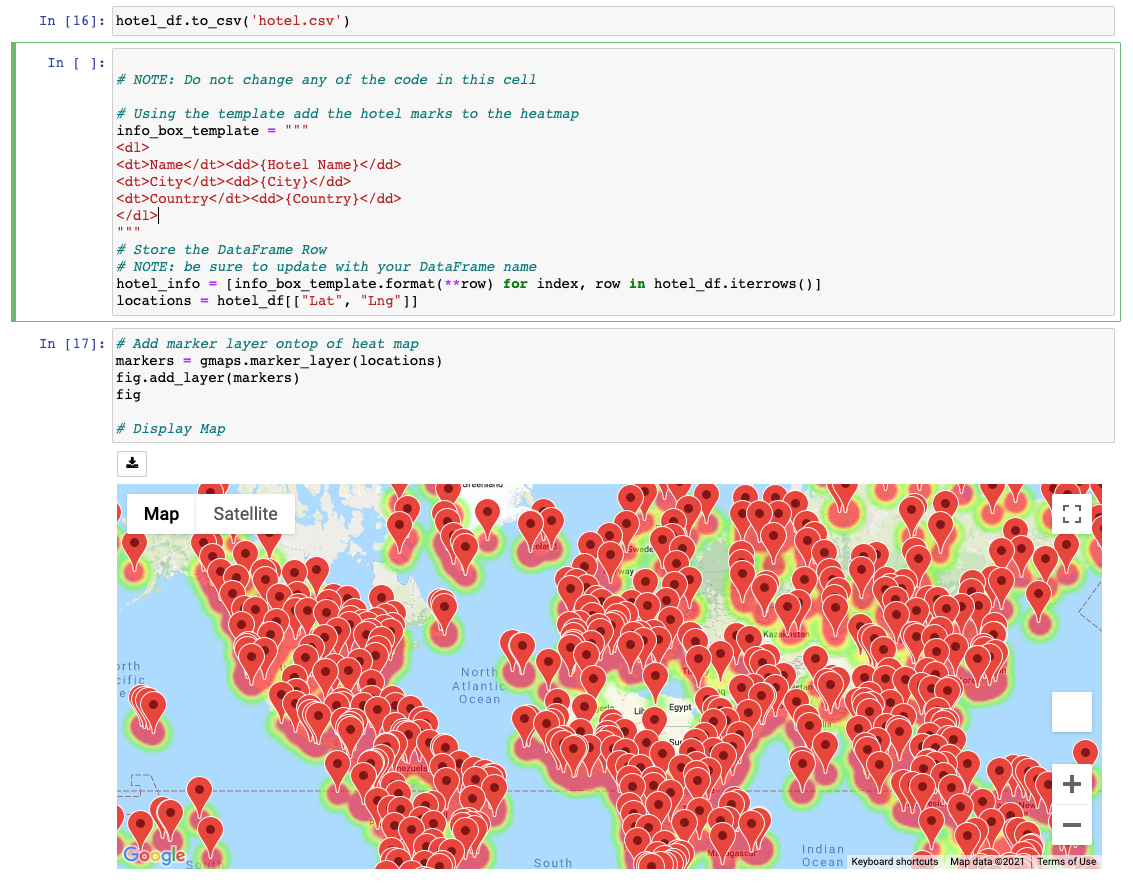 In [16]: hotel_df.to_csv('hotel.csv')
In [ ]:
# NOTE: Do not change any of the code in this cell
# Using the template add the hotel marks to the heatmap
info_box_template = """
<dl>
<dt>Name</dt><dd>{Hotel Name}</dd>
<dt>City</dt><dd>{City}</dd>
<dt>Country</dt><dd>{Country}</dd>
</dl>
"""
# Store the DataFrame Row
# NOTE: be sure to update with your DataFrame name
hotel_info = [info_box_template.format(**row) for index, row in hotel_df.iterrows()]
locations = hotel_df[["Lat", "Lng"]]
In [17]: # Add marker layer ontop of heat map
markers = gmaps.marker_layer(locations)
fig.add_layer(markers)
fig
# Display Map
Greenland
Map Satellite
Kazakhstan
North
Atlantic
Ocean
Egypt
Madagascar
Indian
Ocean
South
South
Google
Keyboard shortcuts Map data ©2021 Terms of Use